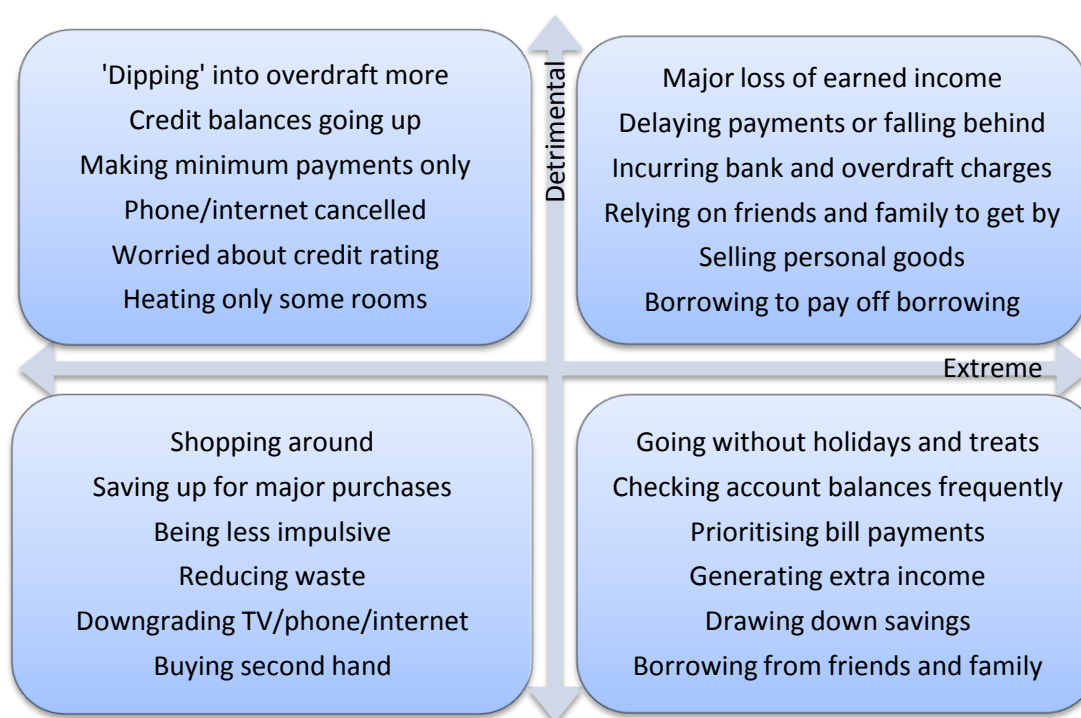 'Dipping' into overdraft more
Credit balances going up
Making minimum payments only
Phone/internet cancelled
Worried about credit rating
Heating only some rooms
Detrimental
Major loss of earned income
Delaying payments or falling behind
Incurring bank and overdraft charges
Relying on friends and family to get by
Selling personal goods
Borrowing to pay off borrowing
Extreme
Shopping around
Saving up for major purchases
Being less impulsive
Reducing waste
Downgrading TV/phone/internet
Buying second hand
Going without holidays and treats
Checking account balances frequently
Prioritising bill payments
Generating extra income
Drawing down savings
Borrowing from friends and family